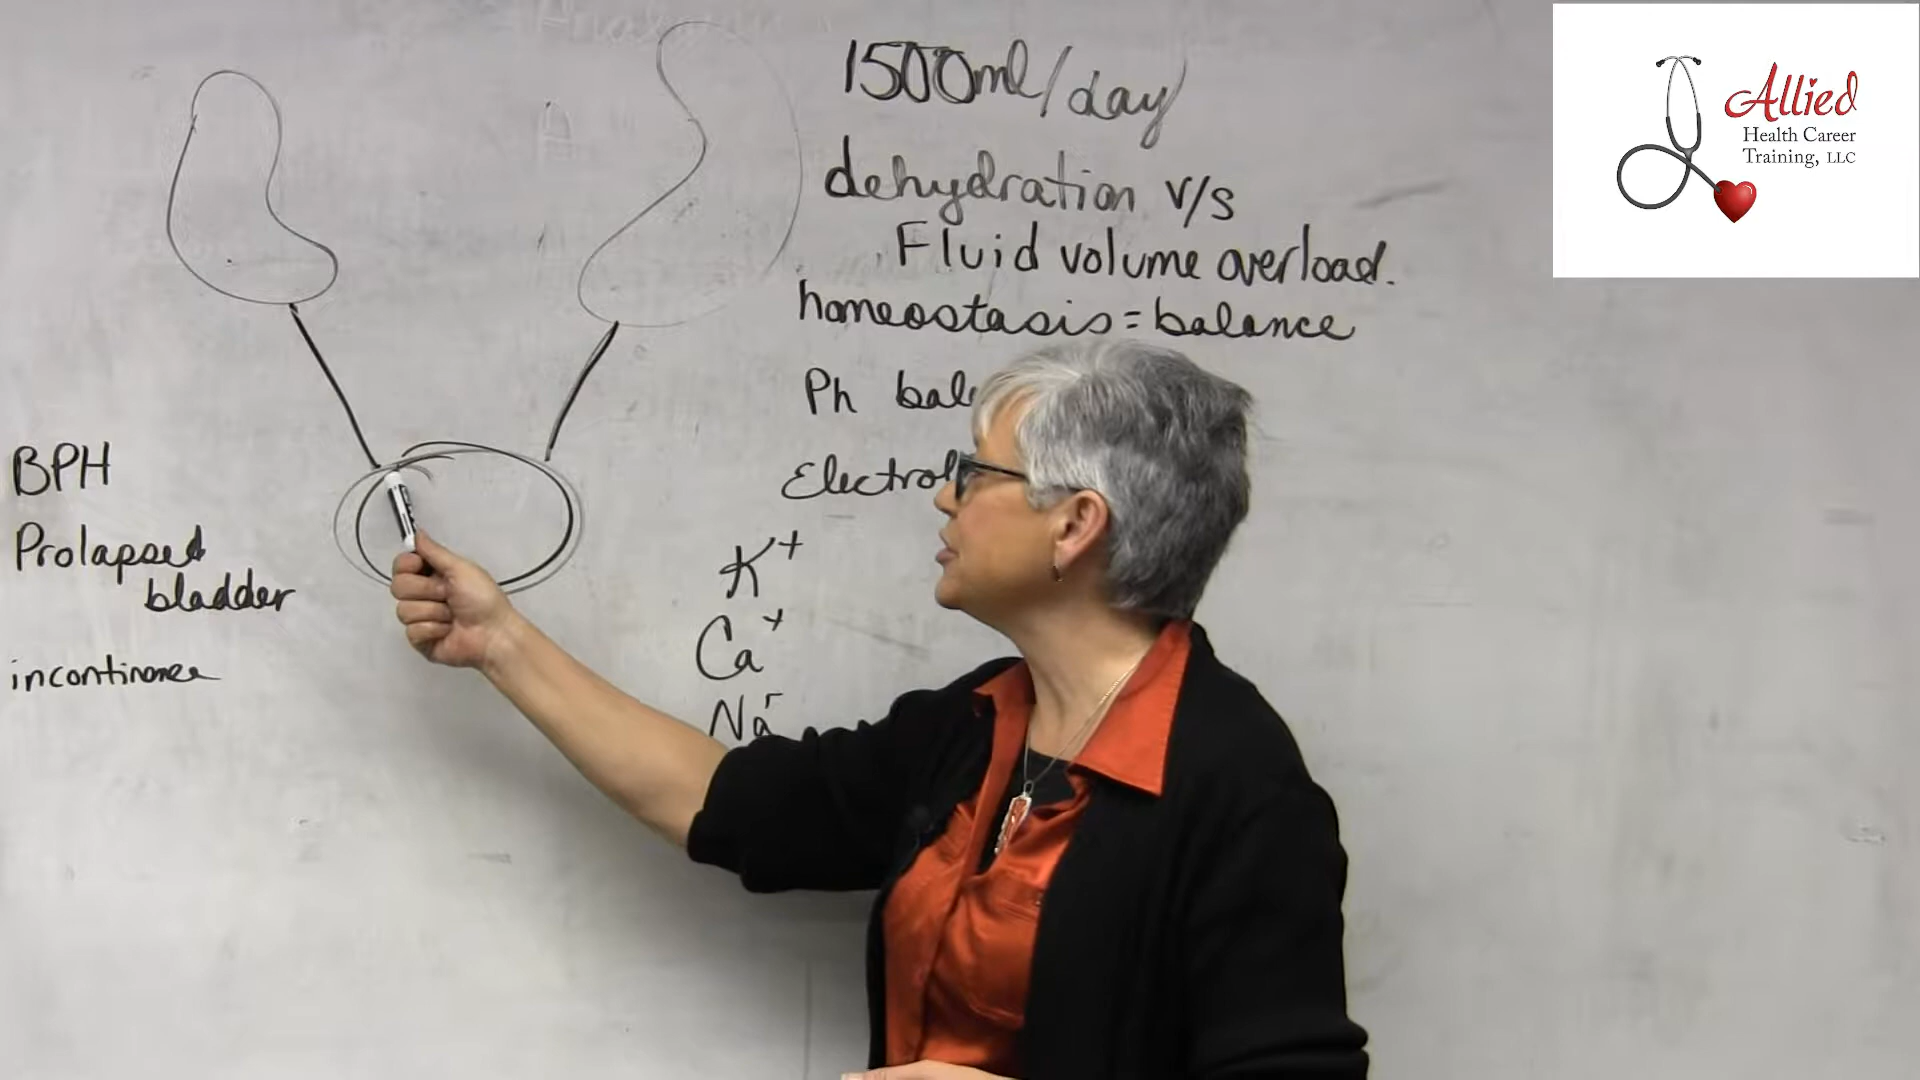 1500ml/day
dehydration v/s
Fluid volume overload.
homeostasis = balance
Ph bal
Electrol
K+
Ca+
Na-
BPH
Prolapsed
bladder
Allied
Health Career
Training, LLC